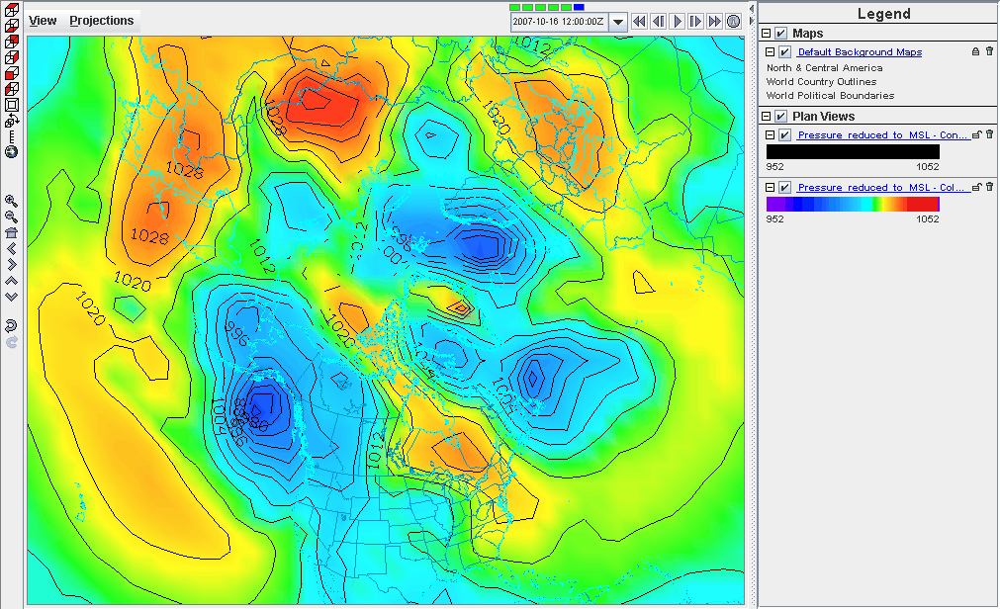 View Projections
2007-10-16 12:00:00Z
Legend
Maps
Default Background Maps
North & Central America
World Country Outlines
World Political Boundaries
Plan Views
Pressure reduced to MSL - Con...
952 1052
Pressure reduced to MSL - Col...
952 1052
1012
1028
1020
1028
1028
1012
1012
996
1020
1020
1020
996
1004
1004
988
1012